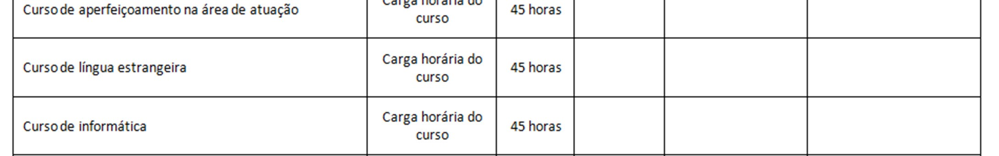 Curso de aperfeiçoamento na área de atuação
Carga horária do
curso
45 horas
Curso de língua estrangeira
Carga horária do
curso
45 horas
Curso de informática
Carga horária do
curso
45 horas